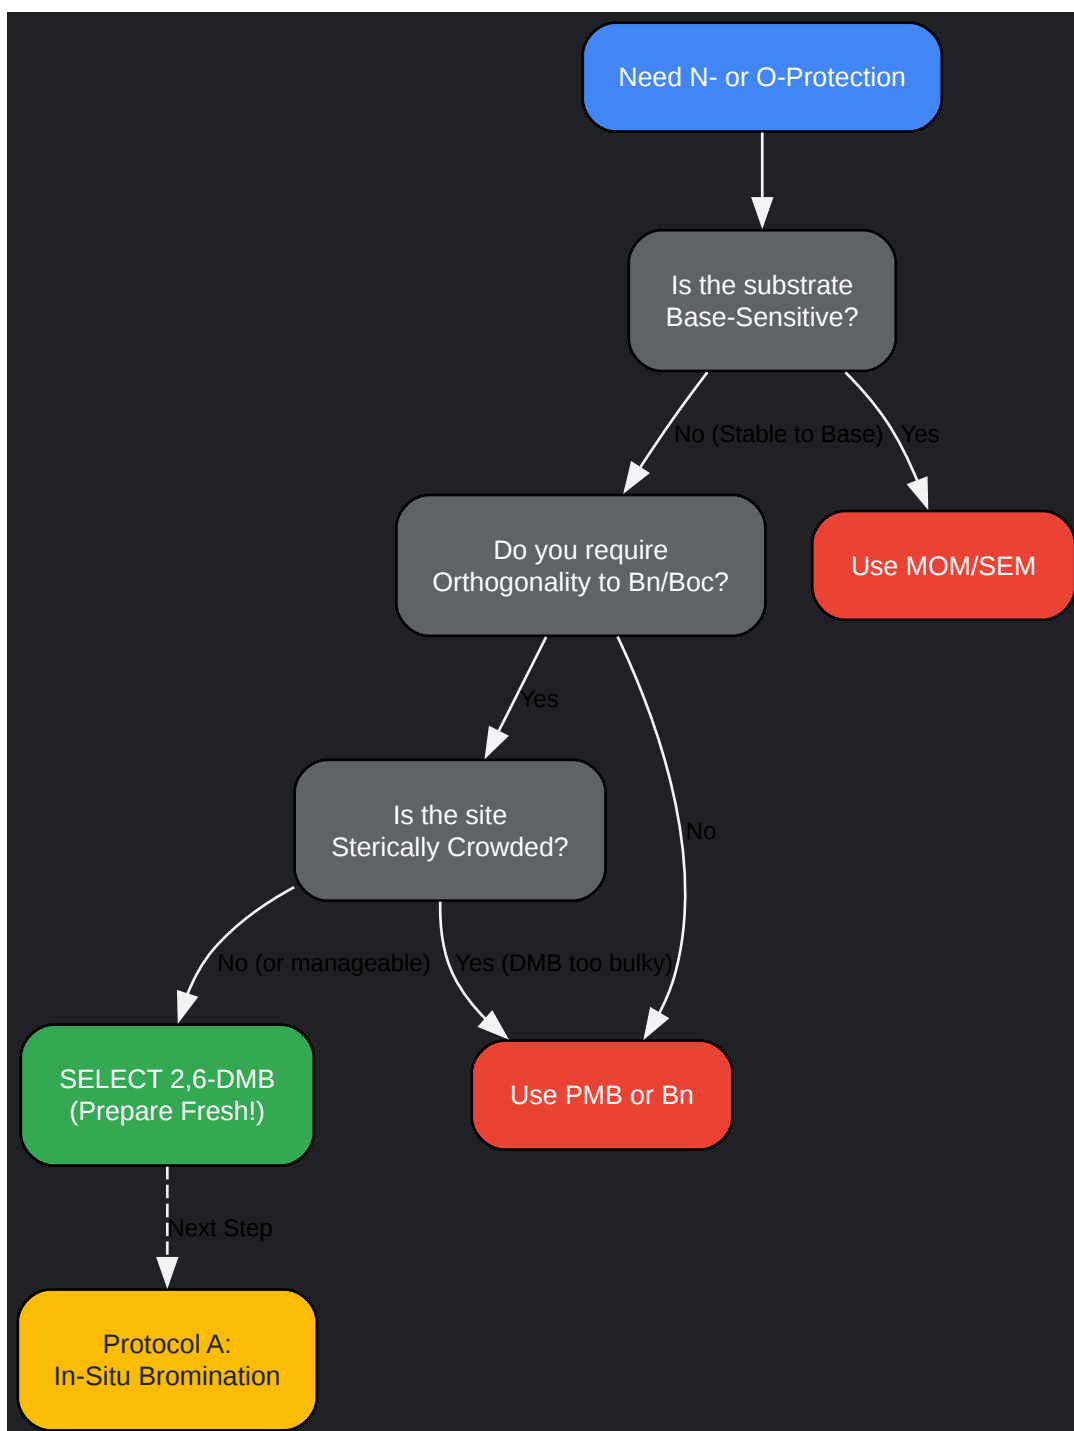 Need N- or O-Protection
Is the substrate
Base-Sensitive?
No (Stable to Base)
Yes
Do you require
Orthogonality to Bn/Boc?
Use MOM/SEM
Yes
Is the site
Sterically Crowded?
No
No (or manageable)
Yes (DMB too bulky)
SELECT 2,6-DMB
(Prepare Fresh!)
Use PMB or Bn
Next Step
Protocol A:
In-Situ Bromination